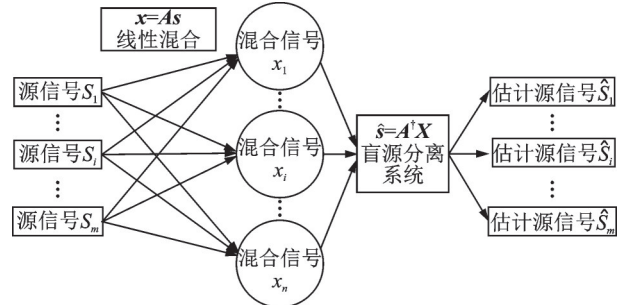 x=As
线性混合
混合信号
x₁
源信号S₁
⋮
源信号Sᵢ
⋮
源信号Sₘ
⋮
混合信号
xᵢ
⋮
混合信号
xₙ
ŝ=A†X
盲源分离
系统
估计源信号Ŝ₁
⋮
估计源信号Ŝᵢ
⋮
估计源信号Ŝₘ